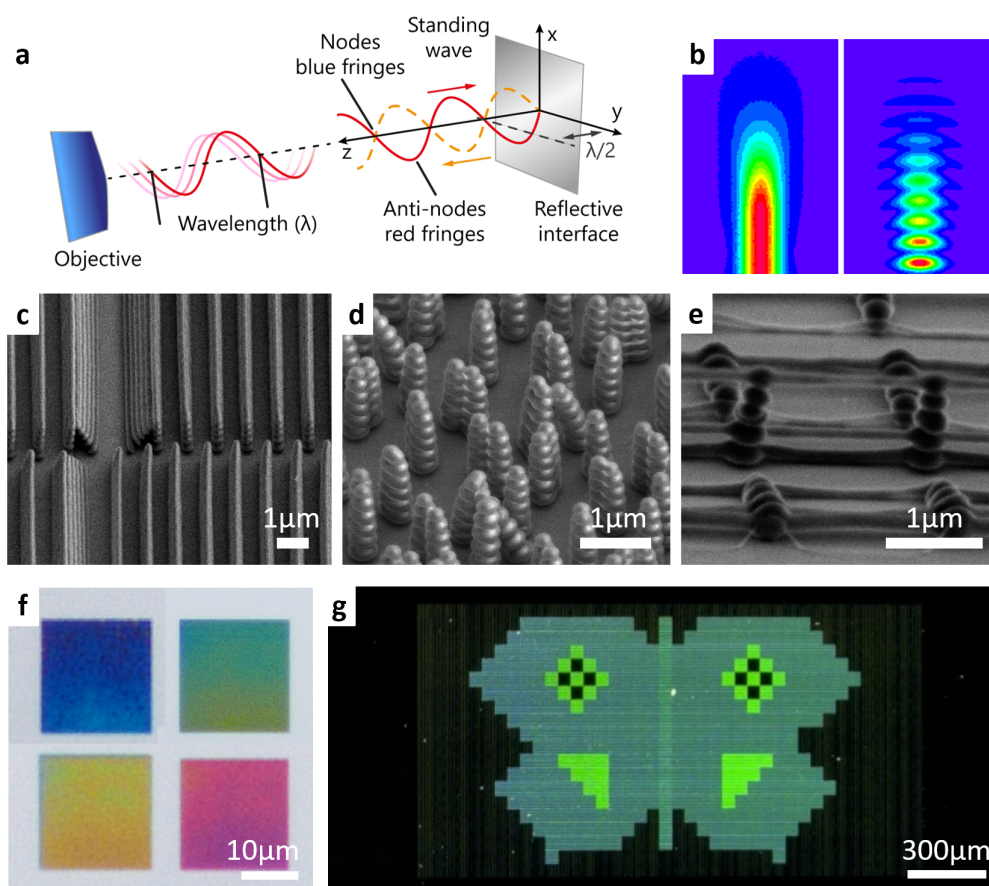 a
Nodes
blue fringes
Standing
wave
x
y
z
λ/2
Wavelength (λ)
Anti-nodes
red fringes
Reflective
interface
Objective
b
c
1µm
d
1µm
e
1µm
f
10µm
g
300µm